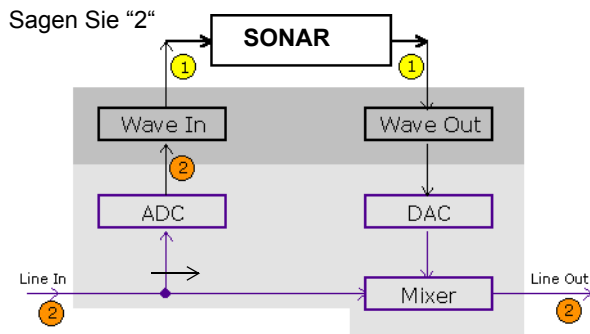 Sagen Sie “2“
SONAR
1
1
Wave In
Wave Out
2
ADC
DAC
Line In
Line Out
Mixer
2
2